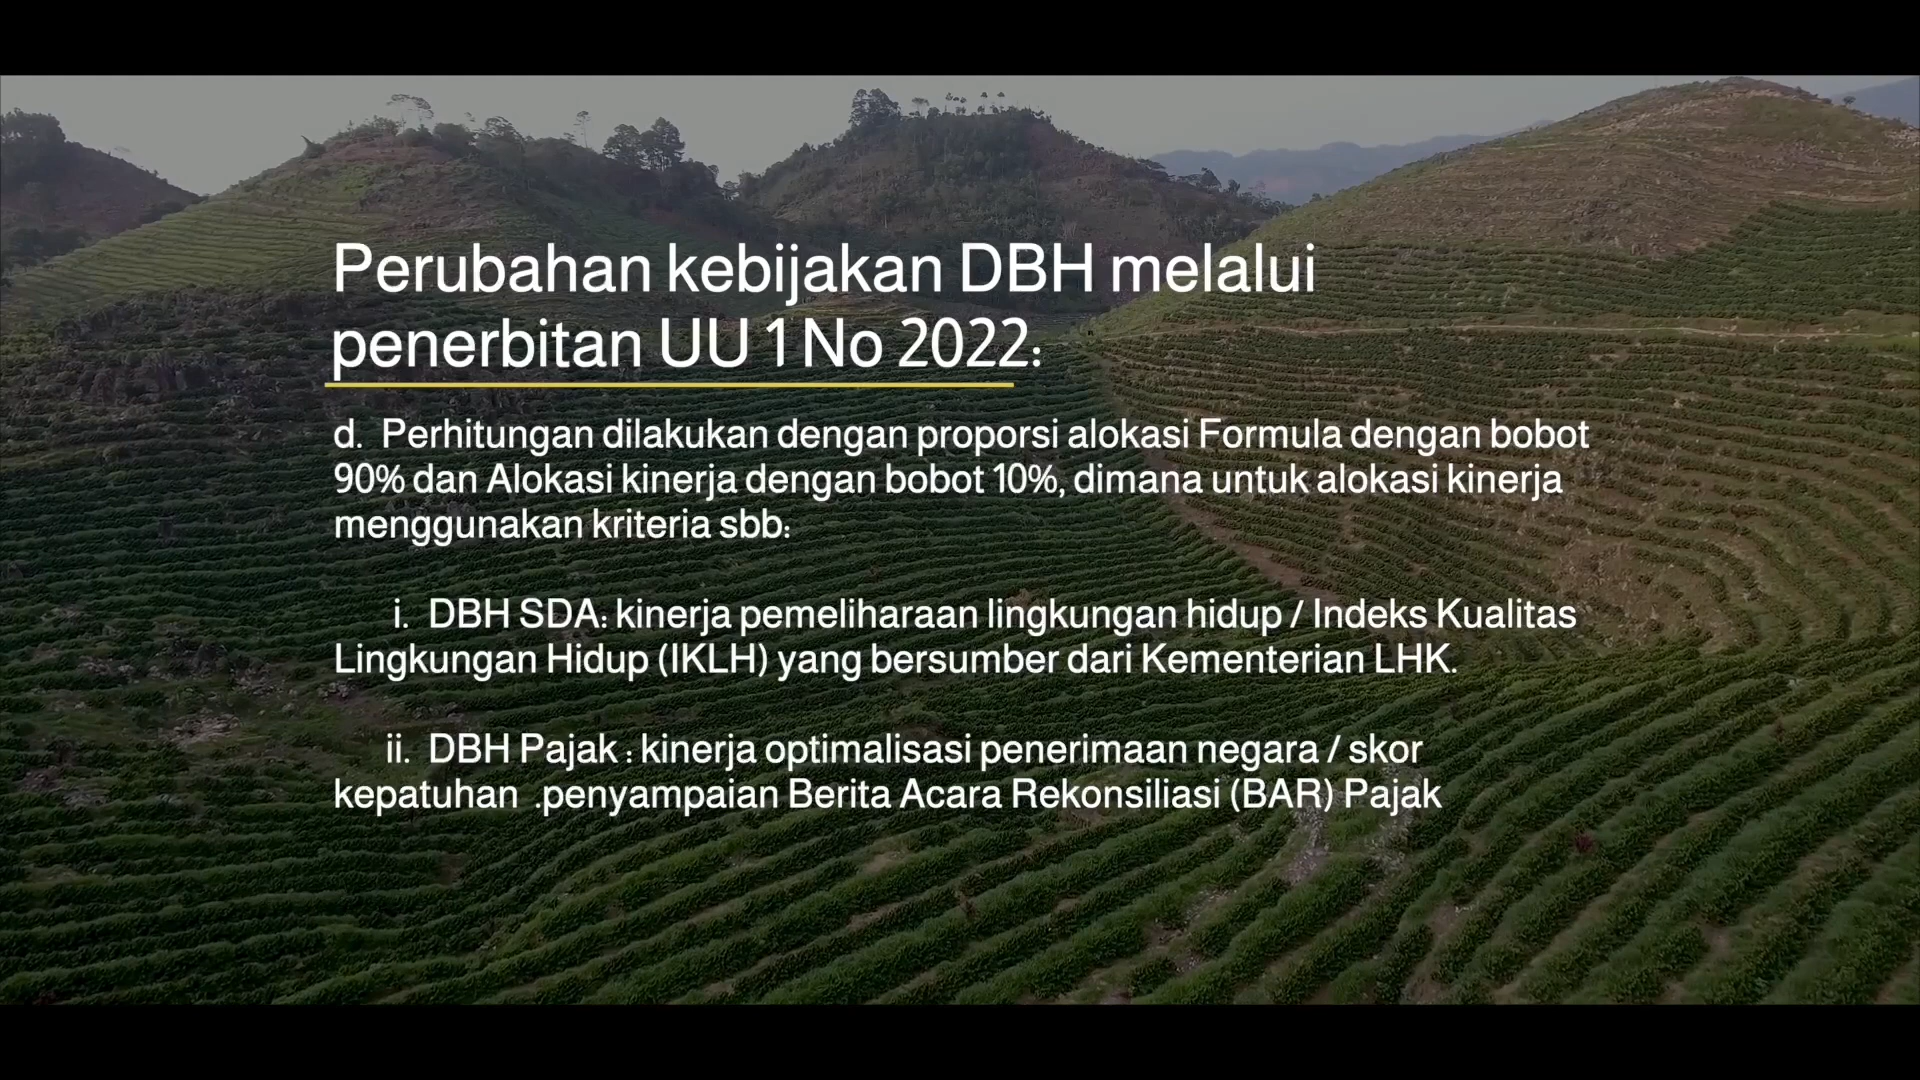 Perubahan kebijakan DBH melalui
penerbitan UU 1 No 2022:
d. Perhitungan dilakukan dengan proporsi alokasi Formula dengan bobot
90% dan Alokasi kinerja dengan bobot 10%, dimana untuk alokasi kinerja
menggunakan kriteria sbb:
i. DBH SDA: kinerja pemeliharaan lingkungan hidup / Indeks Kualitas
Lingkungan Hidup (IKLH) yang bersumber dari Kementerian LHK.
ii. DBH Pajak : kinerja optimalisasi penerimaan negara / skor
kepatuhan .penyampaian Berita Acara Rekonsiliasi (BAR) Pajak